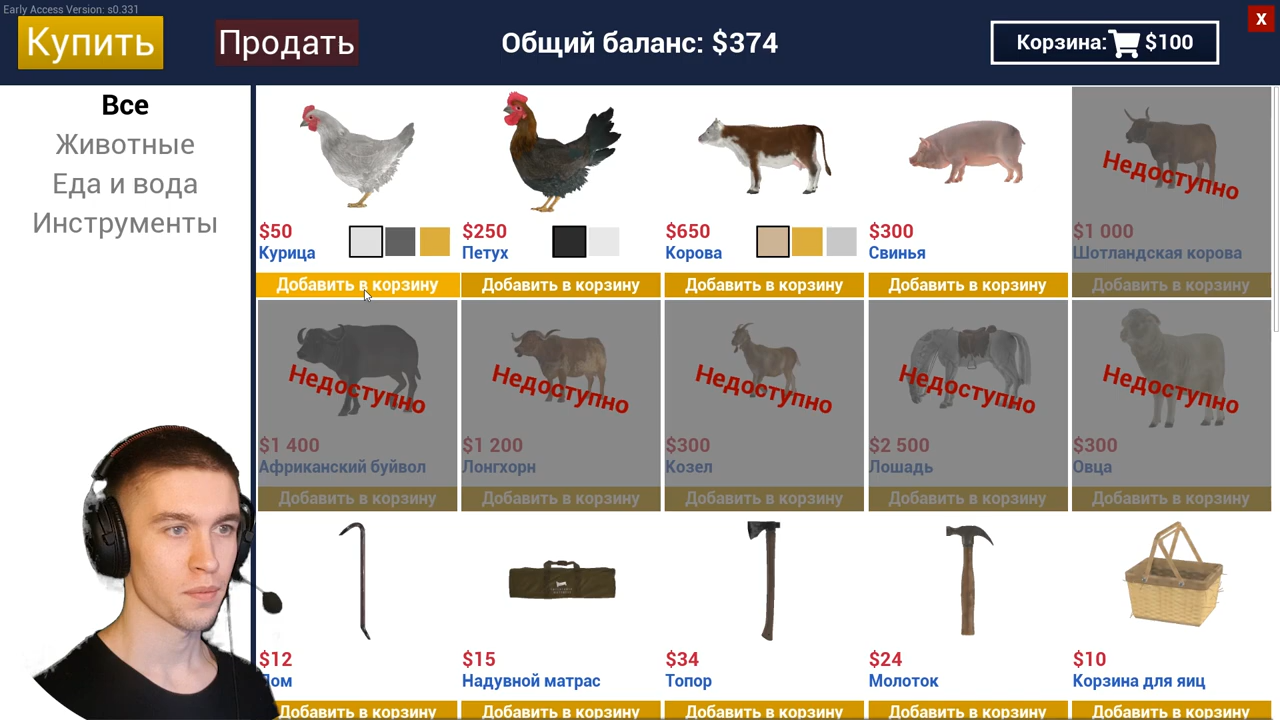 Early Access Version: s0.331
Купить
Продать
Общий баланс: $374
Корзина: $100
X
Все
Животные
Еда и вода
Инструменты
$50
Курица
Добавить в корзину
$250
Петух
Добавить в корзину
$650
Корова
Добавить в корзину
$300
Свинья
Добавить в корзину
Недоступно
$1 000
Шотландская корова
Добавить в корзину
Недоступно
$1 400
Африканский буйвол
Добавить в корзину
Недоступно
$1 200
Лонгхорн
Добавить в корзину
Недоступно
$300
Козел
Добавить в корзину
Недоступно
$2 500
Лошадь
Добавить в корзину
Недоступно
$300
Овца
Добавить в корзину
$12
Лом
Добавить в корзину
$15
Надувной матрас
Добавить в корзину
$34
Топор
Добавить в корзину
$24
Молоток
Добавить в корзину
$10
Корзина для яиц
Добавить в корзину